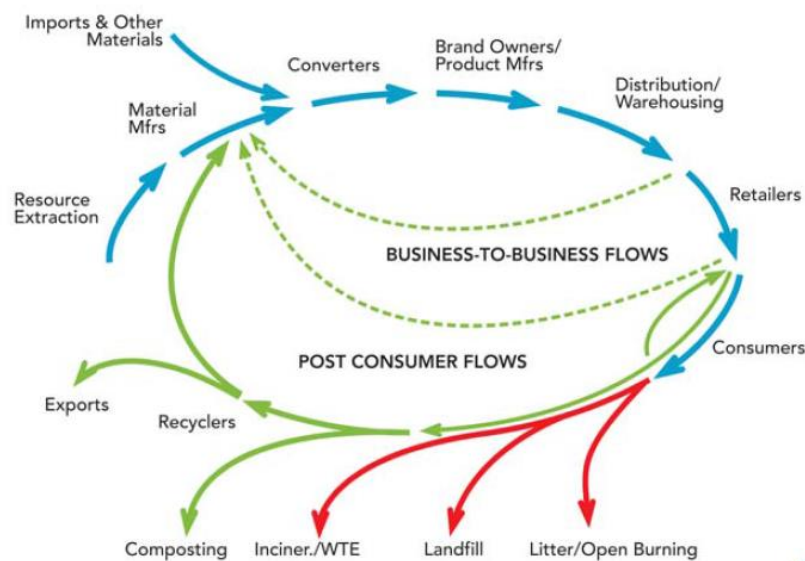 Imports & Other
Materials
Converters
Brand Owners/
Product Mfrs
Distribution/
Warehousing
Material
Mfrs
Resource
Extraction
Retailers
BUSINESS-TO-BUSINESS FLOWS
Consumers
POST CONSUMER FLOWS
Exports
Recyclers
Composting
Inciner./WTE
Landfill
Litter/Open Burning